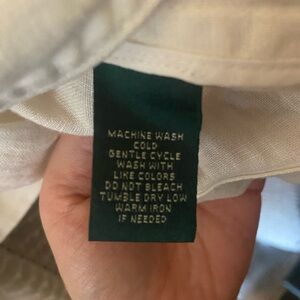 MACHINE WASH
COLD
GENTLE CYCLE
WASH WITH
LIKE COLORS
DO NOT BLEACH
TUMBLE DRY LOW
WARM IRON
IF NEEDED